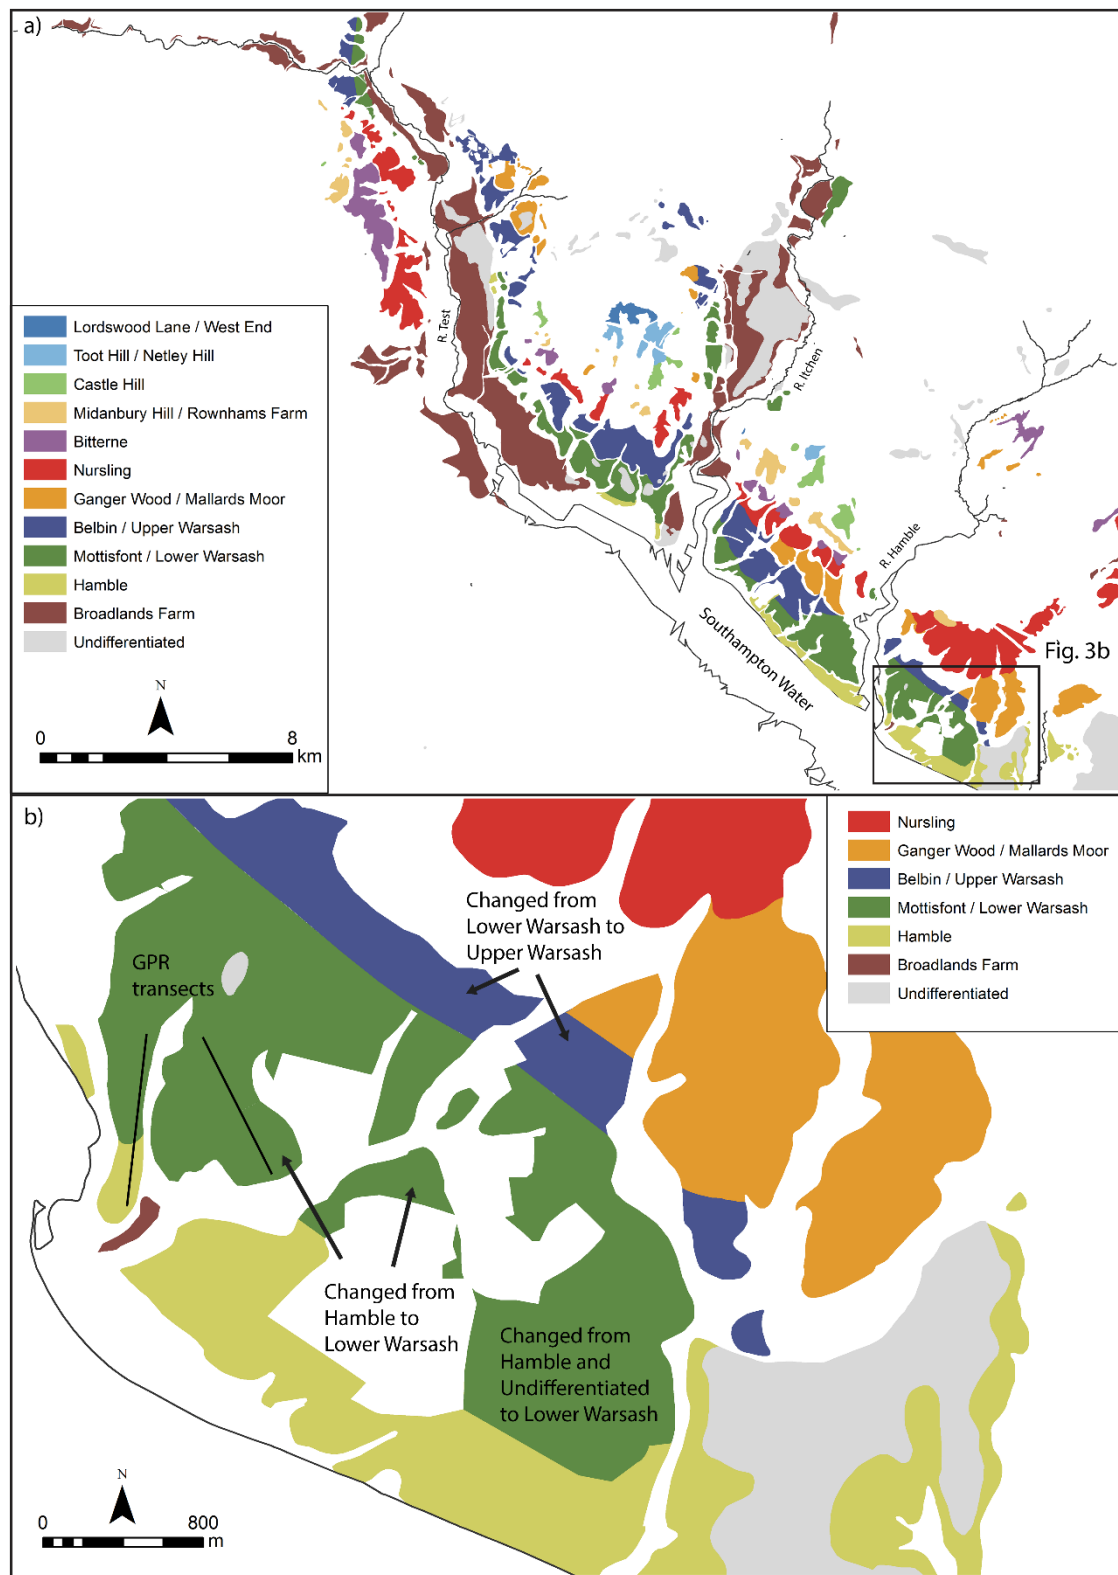 a)
Lordswood Lane / West End
Toot Hill / Netley Hill
Castle Hill
Midanbury Hill / Rownhams Farm
Bitterne
Nursling
Ganger Wood / Mallards Moor
Belbin / Upper Warsash
Mottisfont / Lower Warsash
Hamble
Broadlands Farm
Undifferentiated
N
0 8
km
R. Test
R. Itchen
R. Hamble
Southampton Water
Fig. 3b
b)
Nursling
Ganger Wood / Mallards Moor
Belbin / Upper Warsash
Mottisfont / Lower Warsash
Hamble
Broadlands Farm
Undifferentiated
Changed from
Lower Warsash to
Upper Warsash
GPR
transects
Changed from
Hamble to
Lower Warsash
Changed from
Hamble and
Undifferentiated
to Lower Warsash
N
0 800
m